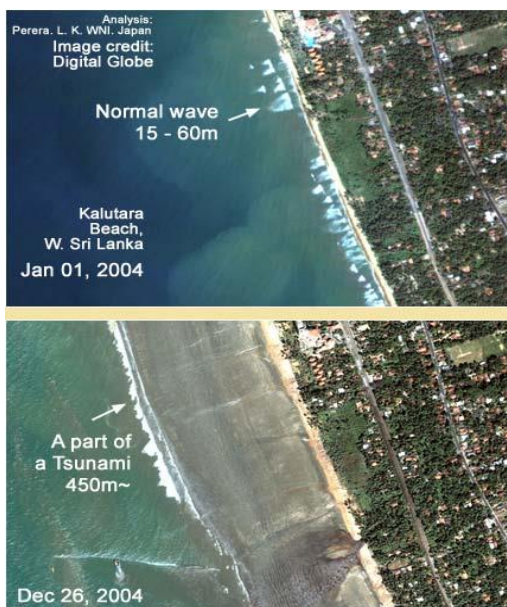 Analysis:
Perera. L. K. WNI. Japan
Image credit:
Digital Globe
Normal wave
15 - 60m
Kalutara
Beach,
W. Sri Lanka
Jan 01, 2004
A part of
a Tsunami
450m~
Dec 26, 2004